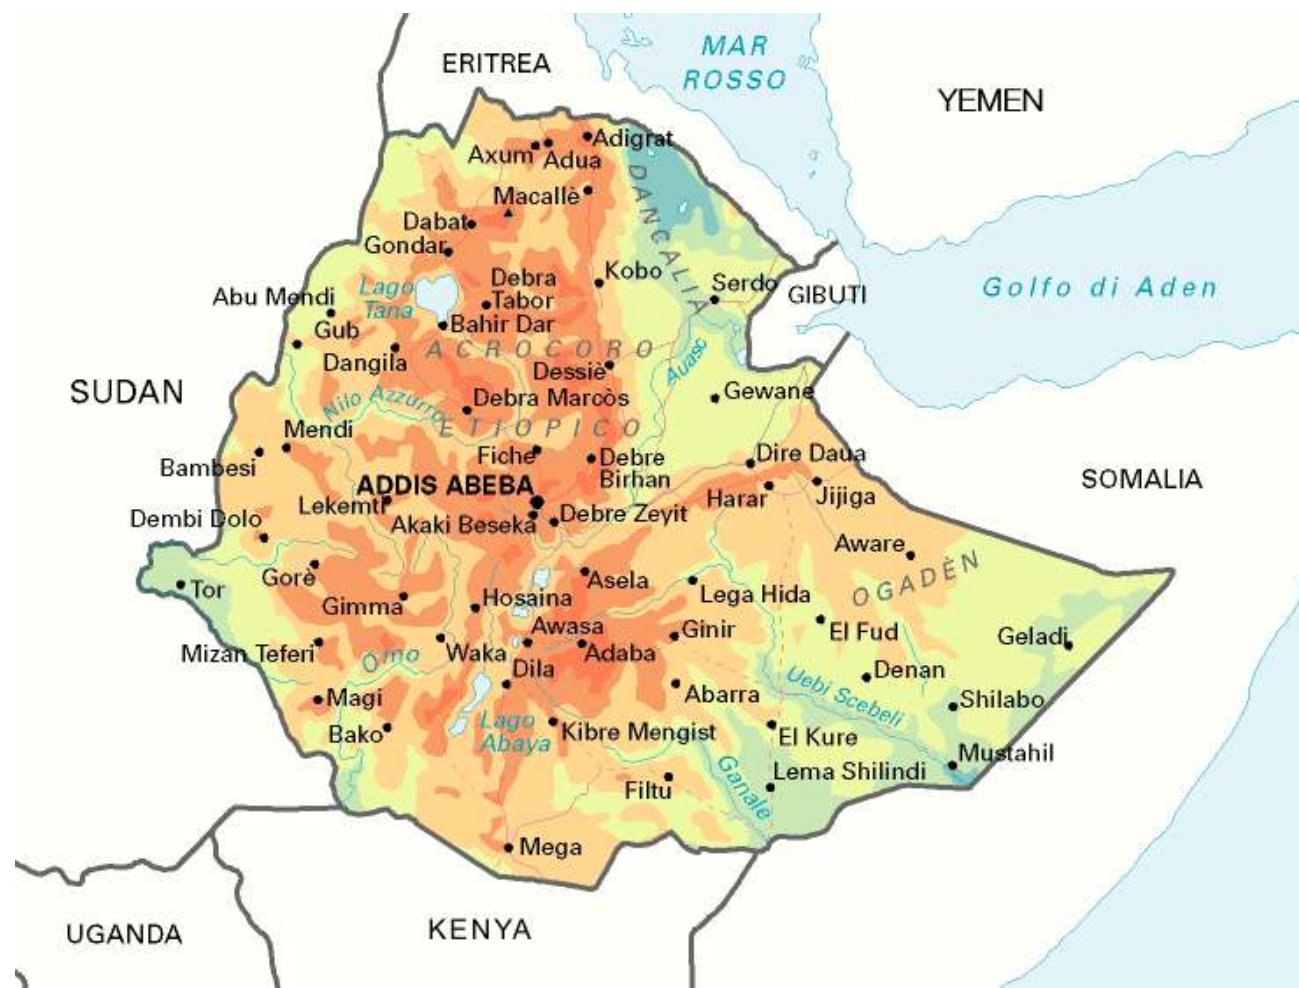 MAR
ROSSO
ERITREA
YEMEN
Adigrat
Axum
Adua
DANCALIA
Macallè
Dabat
Gondar
Kobo
Debra
Tabor
Lago
Tana
Serdo
GIBUTI
Golfo di Aden
Abu Mendi
Gub
Bahir Dar
ACROCORO
Dangila
Dessiè
Auasc
SUDAN
Gewane
Debra Marcòs
Nilo Azzurro
ETIOPICO
Mendi
Bambesi
Fiche
Debre
Birhan
Dire Daua
SOMALIA
ADDIS ABEBA
Harar
Jijiga
Lekemti
Akaki Beseka
Debre Zeyit
Dembi Dolo
Aware
OGADÈN
Gorè
Tor
Asela
Lega Hida
Gimma
Hosaina
Awasa
Ginir
El Fud
Geladi
Mizan Teferi
Omo
Waka
Adaba
Dila
Denan
Abarra
Uebi Scebeli
Magi
Shilabo
Bako
Lago
Abaya
Kibre Mengist
El Kure
Mustahil
Ganale
Lema Shilindi
Filtu
Mega
UGANDA
KENYA